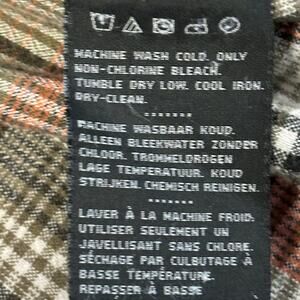 MACHINE WASH COLD. ONLY
NON-CHLORINE BLEACH.
TUMBLE DRY LOW. COOL IRON.
DRY-CLEAN.
MACHINE WASBAAR KOUD.
ALLEEN BLEEKWATER ZONDER
CHLOOR. TROMMELDROGEN
LAGE TEMPERATUUR. KOUD
STRIJKEN. CHEMISCH REINIGEN.
LAVER À LA MACHINE FROID:
UTILISER SEULEMENT UN
JAVELLISANT SANS CHLORE.
SÉCHAGE PAR CULBUTAGE À
BASSE TEMPÉRATURE.
REPASSER À BASSE